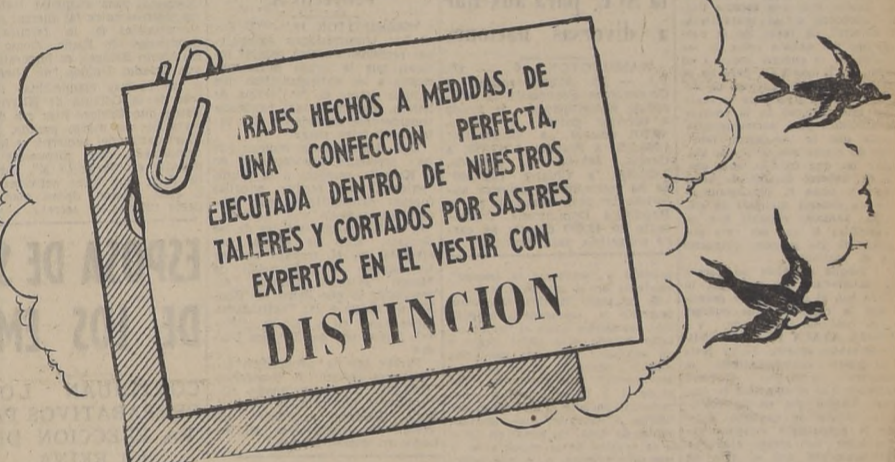 RAJES HECHOS A MEDIDAS, DE
UNA CONFECCION PERFECTA,
EJECUTADA DENTRO DE NUESTROS
TALLERES Y CORTADOS POR SASTRES
EXPERTOS EN EL VESTIR CON
DISTINCION